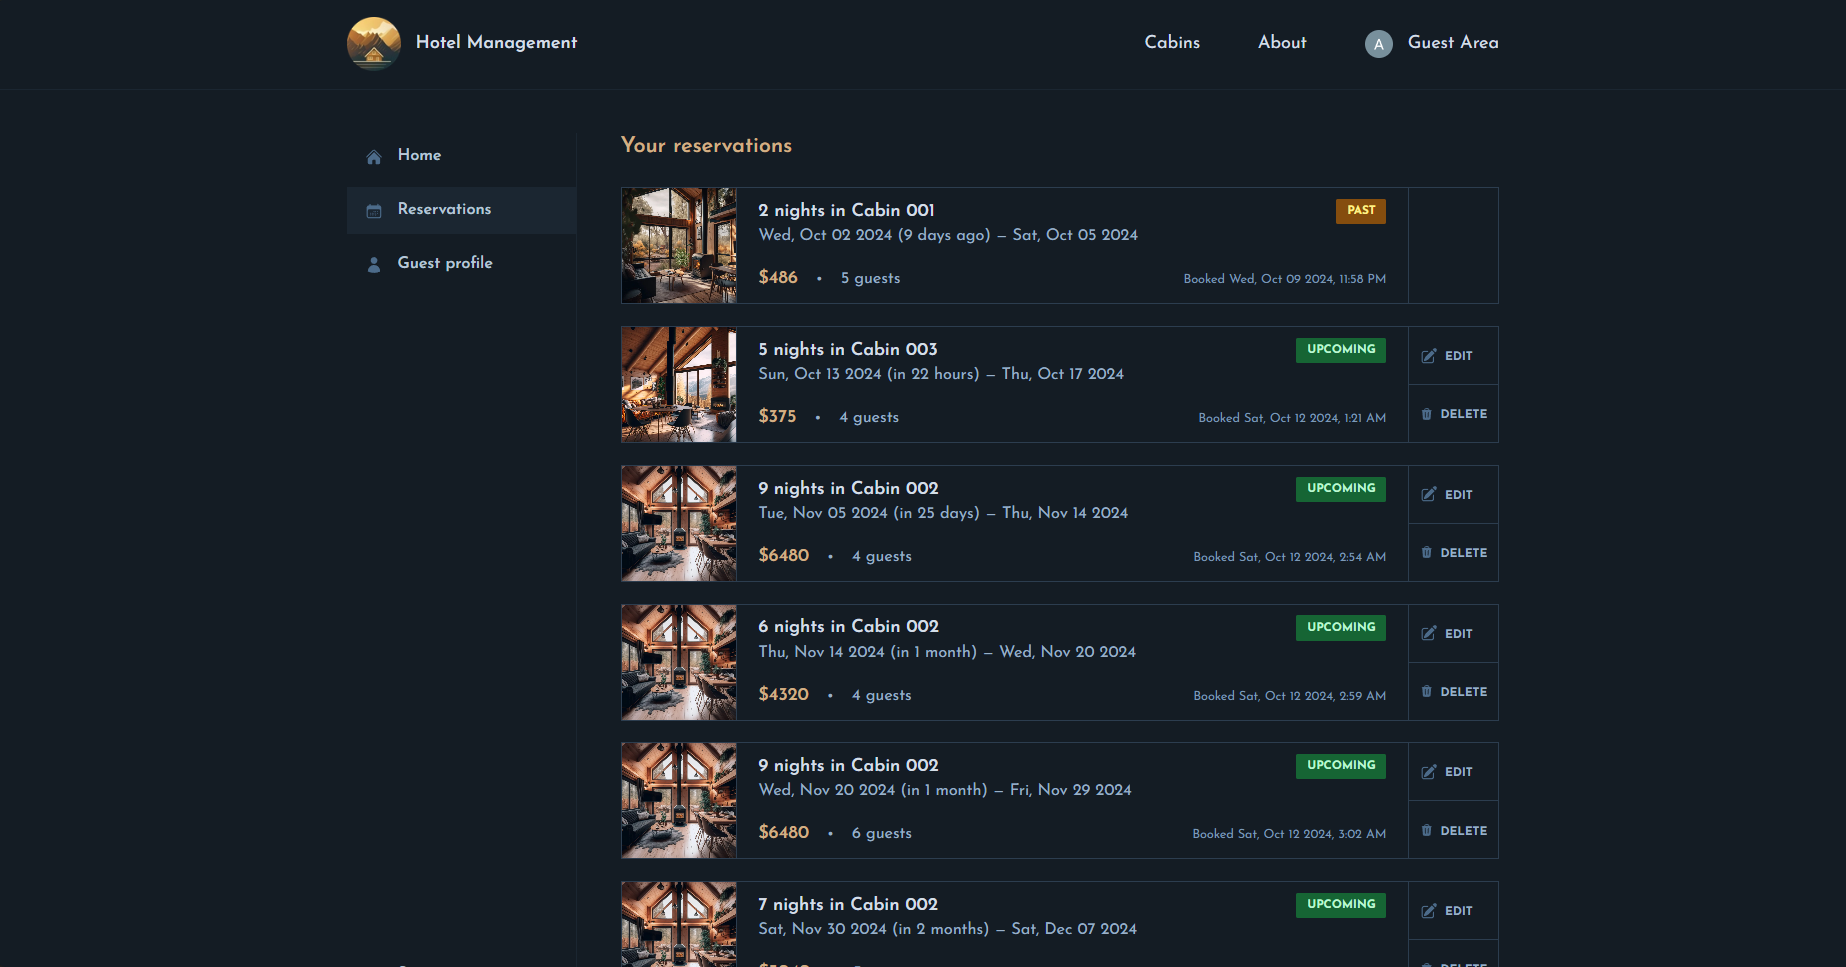 Hotel Management
Cabins
About
A
Guest Area
Home
Reservations
Guest profile
Your reservations
2 nights in Cabin 001
PAST
Wed, Oct 02 2024 (9 days ago) — Sat, Oct 05 2024
$486 • 5 guests
Booked Wed, Oct 09 2024, 11:58 PM
5 nights in Cabin 003
UPCOMING
Sun, Oct 13 2024 (in 22 hours) — Thu, Oct 17 2024
$375 • 4 guests
Booked Sat, Oct 12 2024, 1:21 AM
EDIT
DELETE
9 nights in Cabin 002
UPCOMING
Tue, Nov 05 2024 (in 25 days) — Thu, Nov 14 2024
$6480 • 4 guests
Booked Sat, Oct 12 2024, 2:54 AM
EDIT
DELETE
6 nights in Cabin 002
UPCOMING
Thu, Nov 14 2024 (in 1 month) — Wed, Nov 20 2024
$4320 • 4 guests
Booked Sat, Oct 12 2024, 2:59 AM
EDIT
DELETE
9 nights in Cabin 002
UPCOMING
Wed, Nov 20 2024 (in 1 month) — Fri, Nov 29 2024
$6480 • 6 guests
Booked Sat, Oct 12 2024, 3:02 AM
EDIT
DELETE
7 nights in Cabin 002
UPCOMING
Sat, Nov 30 2024 (in 2 months) — Sat, Dec 07 2024
EDIT